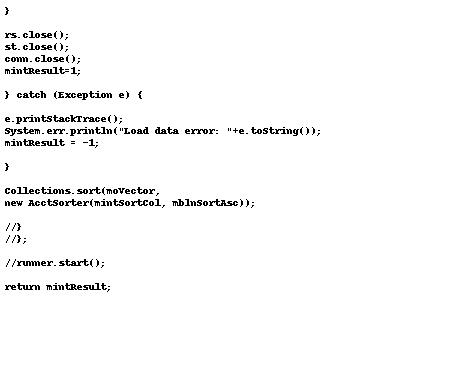 }
rs.close();
st.close();
conn.close();
mintResult=1;
} catch (Exception e) {
e.printStackTrace();
System.err.println("Load data error: "+e.toString());
mintResult = -1;
}
Collections.sort(moVector,
new AcctSorter(mintSortCol, mblnSortAsc));
//}
//};
//runner.start();
return mintResult;